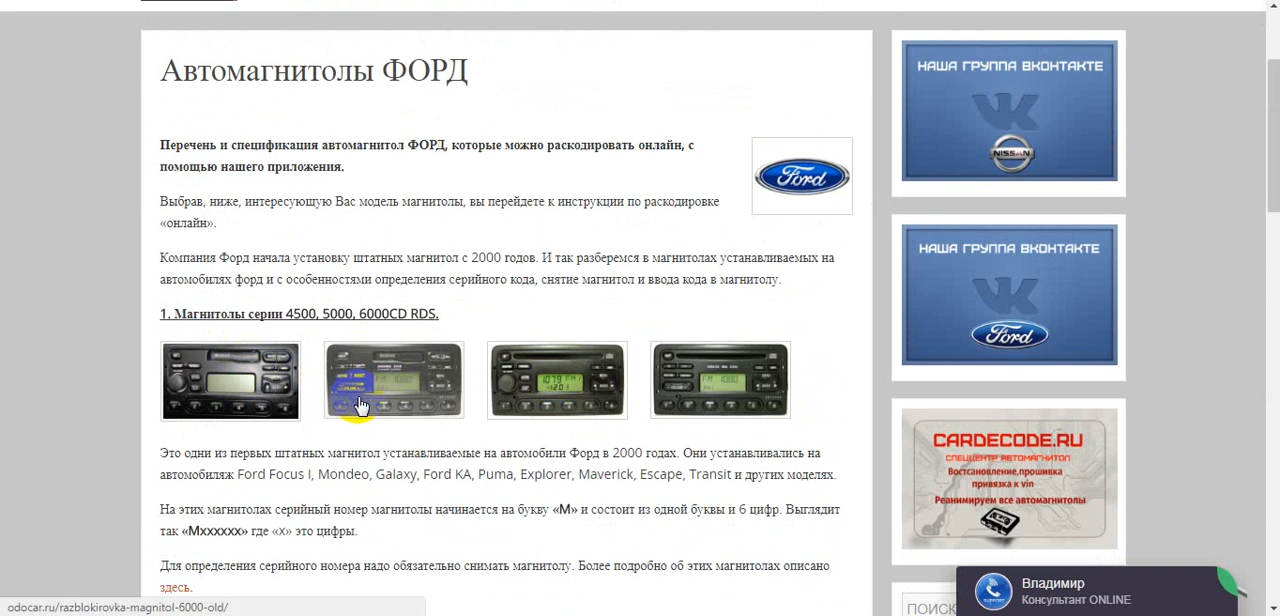 Автомагнитолы ФОРД
Перечень и спецификация автомагнитол ФОРД, которые можно раскодировать онлайн, с
помощью нашего приложения.
Ford
Выбрав, ниже, интересующую Вас модель магнитолы, вы перейдете к инструкции по раскодировке
«онлайн».
Компания Форд начала установку штатных магнитол с 2000 годов. И так разберемся в магнитолах устанавливаемых на
автомобилях форд и с особенностями определения серийного кода, снятие магнитол и ввода кода в магнитолу.
1. Магнитолы серии 4500, 5000, 6000CD RDS.
Это одни из первых штатных магнитол устанавливаемые на автомобили Форд в 2000 годах. Они устанавливались на
автомобиляж Ford Focus I, Mondeo, Galaxy, Ford KA, Puma, Explorer, Maverick, Escape, Transit и других моделях.
На этих магнитолах серийный номер магнитолы начинается на букву «М» и состоит из одной буквы и 6 цифр. Выглядит
так «Мxxxxxx» где «x» это цифры.
Для определения серийного номера надо обязательно снимать магнитолу. Более подробно об этих магнитолах описано
здесь.
НАША ГРУППА ВКОНТАКТЕ
NISSAN
НАША ГРУППА ВКОНТАКТЕ
Ford
CARDECODE.RU
СПЕЦЦЕНТР АВТОМАГНИТОЛ
Востановление,прошивка
привязка к vin
Реанимируем все автомагнитолы
ПОИСК
SUPPORT
Владимир
Консультант ONLINE
odocar.ru/razblokirovka-magnitol-6000-old/